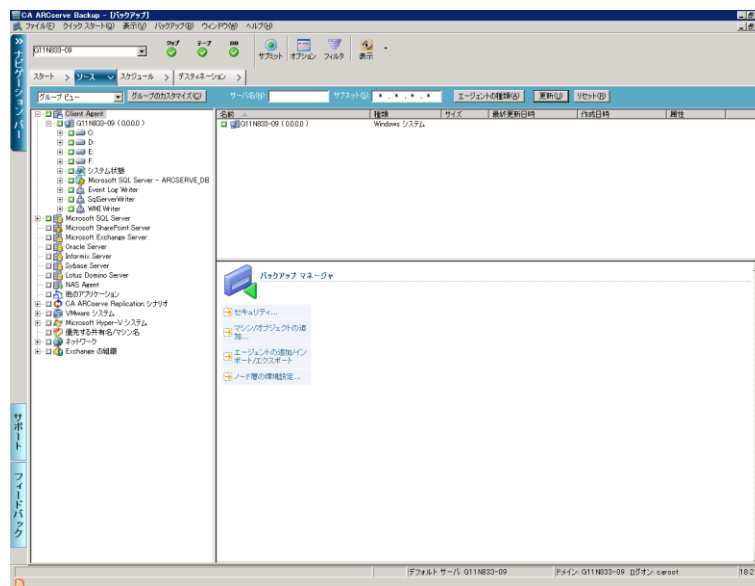 CA ARCserve Backup - [バックアップ]
ファイル(F) クイック スタート(Q) 表示(V) バックアップ(B) ウィンドウ(W) ヘルプ(H)
G11N833-09
ジョブ テープ DB
サブミット オプション フィルタ 表示
ナビゲーション バー
スタート > ソース スケジュール > デスティネーション >
グループ ビュー グループのカスタマイズ(C) サーバ名(N) サブネット(S) エージェントの種類(A) 更新(U) リセット(R)
Client Agent
G11N833-09 (0.0.0.0)
C:
D:
E:
F:
システム状態
Microsoft SQL Server - ARCSERVE_DB
Event Log Writer
SqlServerWriter
WMI Writer
Microsoft SQL Server
Microsoft SharePoint Server
Microsoft Exchange Server
Oracle Server
Informix Server
Sybase Server
Lotus Domino Server
NAS Agent
他のアプリケーション
CA ARCserve Replication シナリオ
VMware システム
Microsoft Hyper-V システム
優先する共有名/マシン名
ネットワーク
Exchange の組織
名前 種類 サイズ 最終更新日時 作成日時 属性
G11N833-09 (0.0.0.0) Windows システム
バックアップ マネージャ
セキュリティ...
マシン/オブジェクトの追
加...
エージェントの追加/イン
ポート/エクスポート
ノード層の環境設定...
サポート
フィードバック
デフォルト サーバ: G11N833-09 ドメイン: G11N833-09 ログオン: caroot